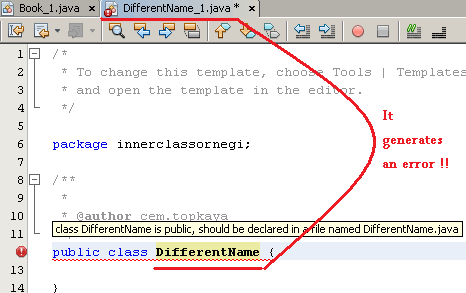 Book_1.java
DifferentName_1.java *
1 /*
2 * To change this template, choose Tools | Templates
3 * and open the template in the editor.
4 */
5
6 package innerclassornegi;
7
8 /**
9 *
10 * @author cem.topkaya
11 class DifferentName is public, should be declared in a file named DifferentName.java
public class DifferentName {
13
14 }
It
generates
an error !!